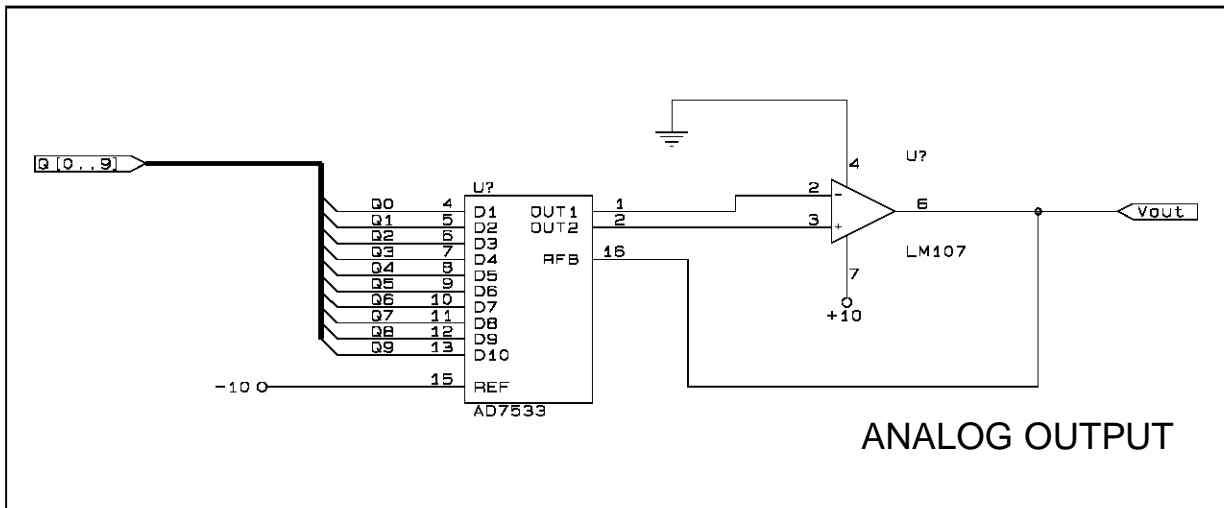 Q[0..9]
U?
Q0 4 D1
Q1 5 D2
Q2 6 D3
Q3 7 D4
Q4 8 D5
Q5 9 D6
Q6 10 D7
Q7 11 D8
Q8 12 D9
Q9 13 D10
-10 15 REF
OUT1 1
OUT2 2
RFB 16
AD7533
U?
4
2 -
3 +
6
LM107
7
+10
Vout
ANALOG OUTPUT